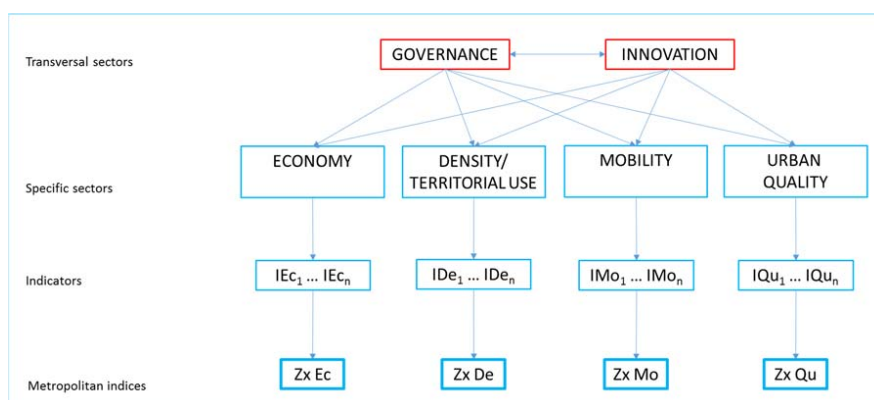 Transversal sectors
GOVERNANCE
INNOVATION
Specific sectors
ECONOMY
DENSITY/
TERRITORIAL USE
MOBILITY
URBAN
QUALITY
Indicators
IEc₁ ... IEcₙ
IDe₁ ... IDeₙ
IMo₁ ... IMoₙ
IQu₁ ... IQuₙ
Metropolitan indices
Zx Ec
Zx De
Zx Mo
Zx Qu